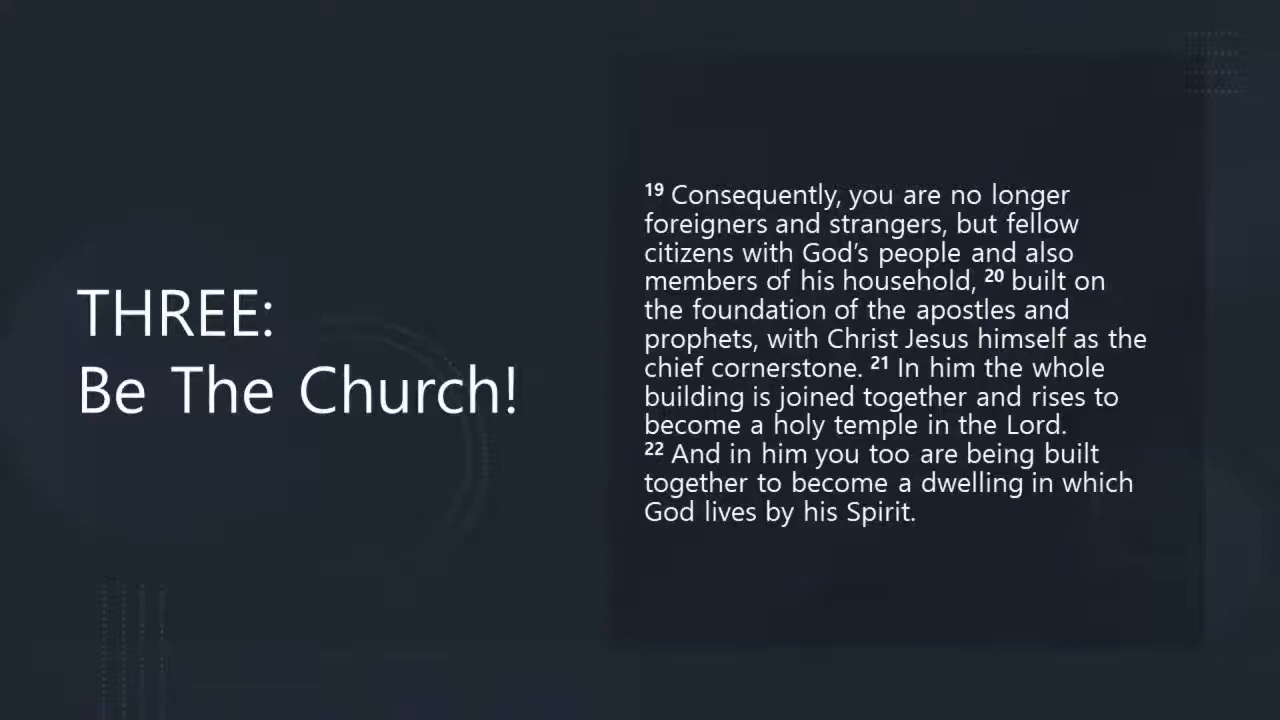 THREE:
Be The Church!
19 Consequently, you are no longer
foreigners and strangers, but fellow
citizens with God’s people and also
members of his household, 20 built on
the foundation of the apostles and
prophets, with Christ Jesus himself as the
chief cornerstone. 21 In him the whole
building is joined together and rises to
become a holy temple in the Lord.
22 And in him you too are being built
together to become a dwelling in which
God lives by his Spirit.